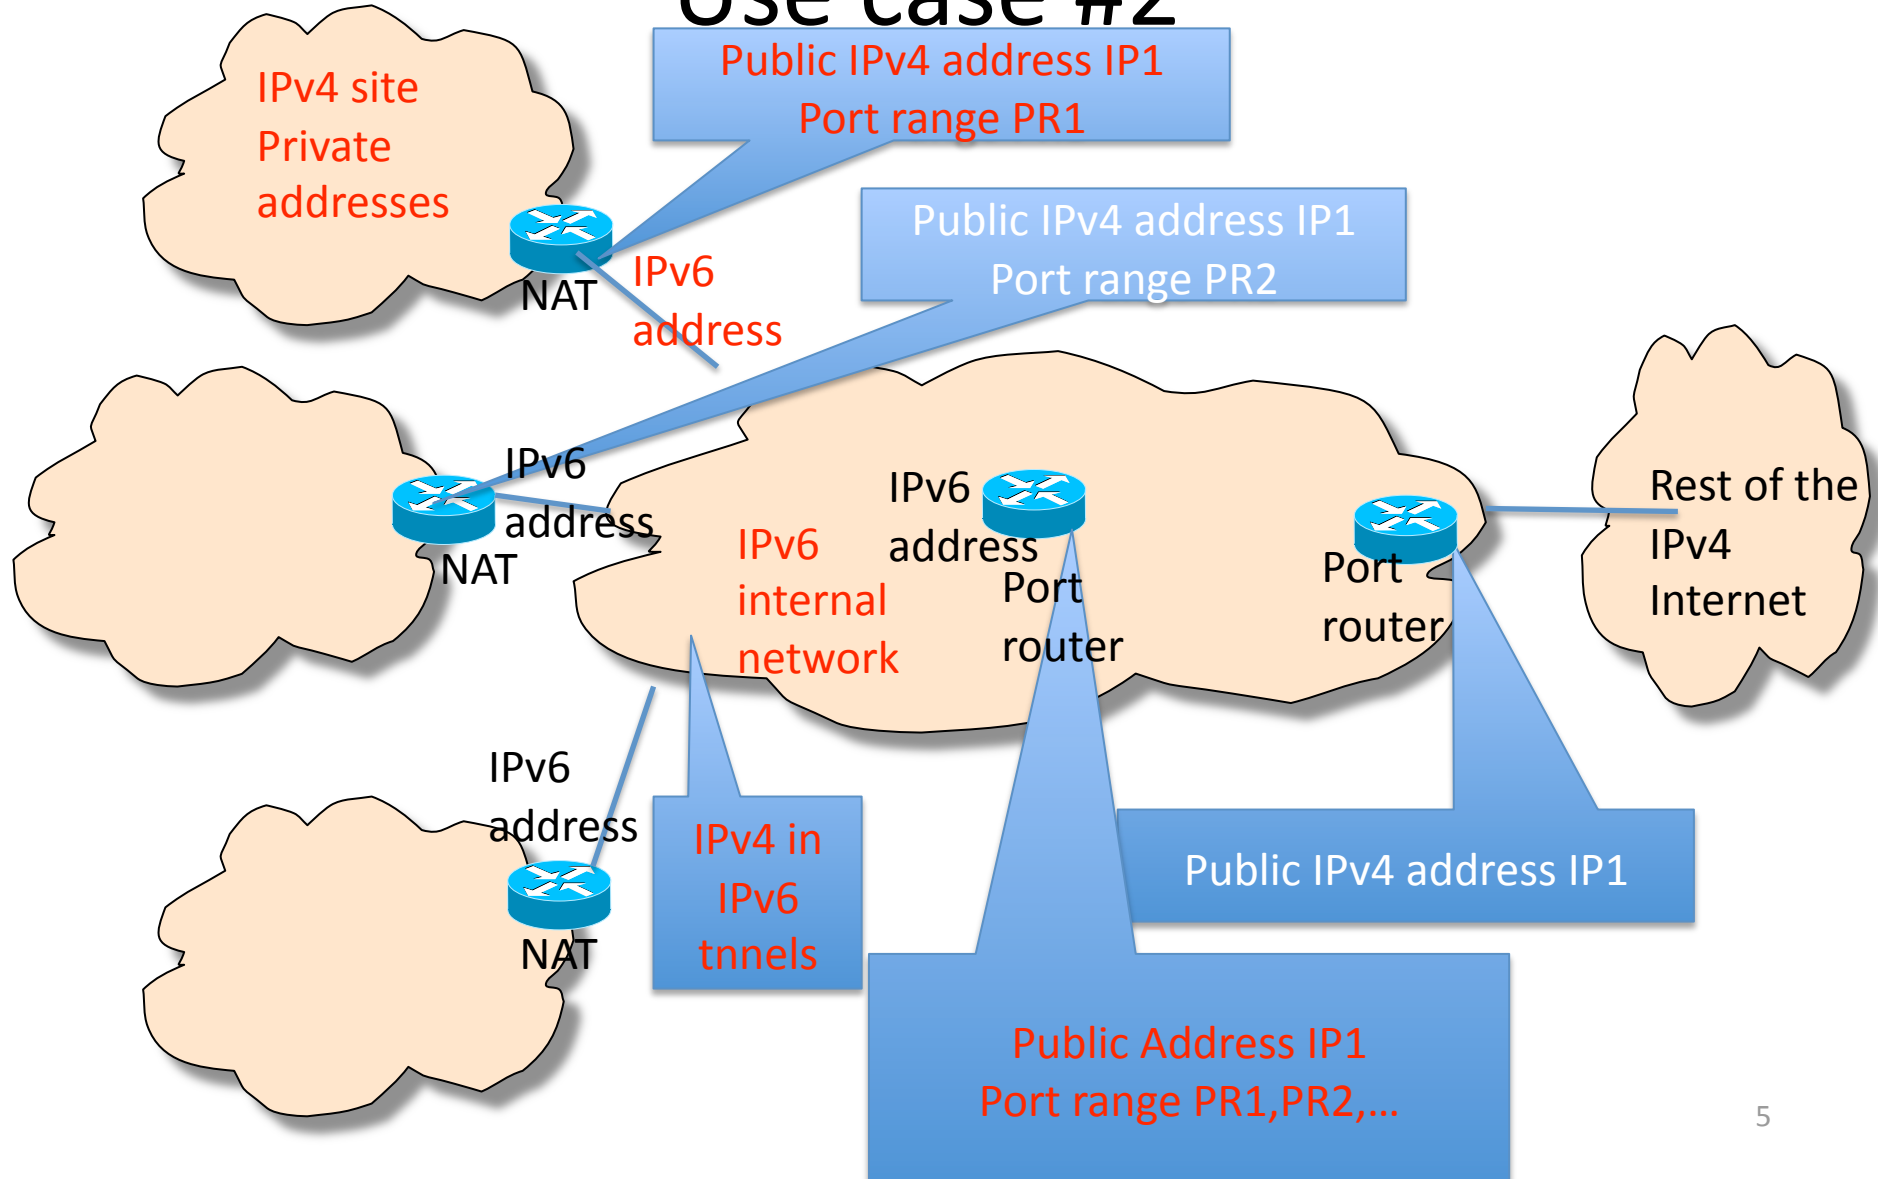 Use case #2
Public IPv4 address IP1
Port range PR1
IPv4 site
Private
addresses
Public IPv4 address IP1
Port range PR2
NAT
IPv6
address
IPv6
address
NAT
IPv6
address
IPv6
internal
network
Port
router
Port
router
Rest of the
IPv4
Internet
IPv6
address
NAT
IPv4 in
IPv6
tnnels
Public IPv4 address IP1
Public Address IP1
Port range PR1,PR2,...
5